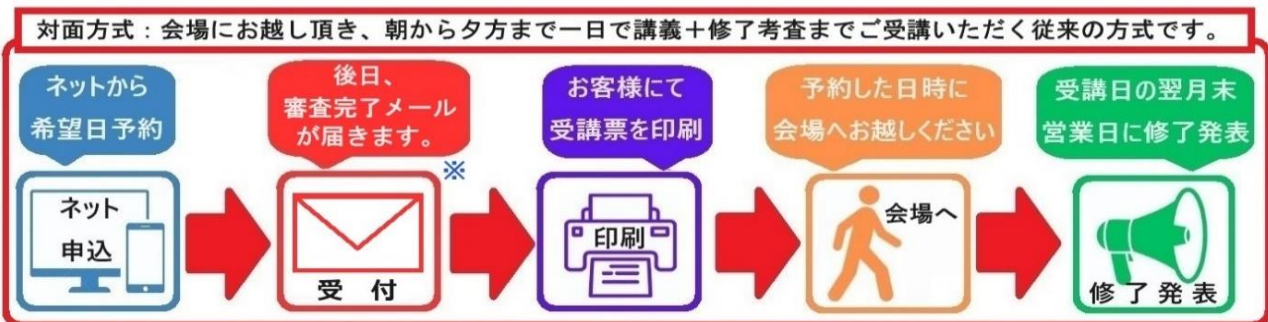 対面方式:会場にお越し頂き、朝から夕方まで一日で講義+修了考査までご受講いただく従来の方式です。
ネットから
希望日予約
ネット
申込
後日、
審査完了メール
が届きます。
※
受 付
お客様にて
受講票を印刷
印刷
予約した日時に
会場へお越しください
会場へ
受講日の翌月末
営業日に修了発表
修了発表